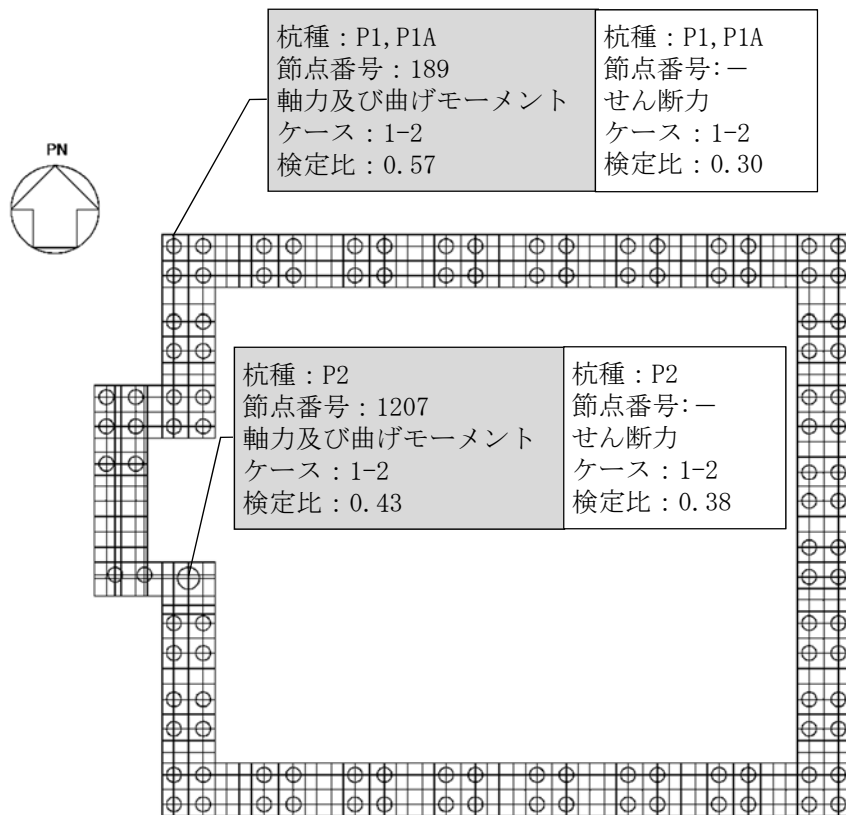 杭種：P1,P1A
節点番号：189
軸力及び曲げモーメント
ケース：1-2
検定比：0.57
杭種：P1,P1A
節点番号：－
せん断力
ケース：1-2
検定比：0.30
PN
杭種：P2
節点番号：1207
軸力及び曲げモーメント
ケース：1-2
検定比：0.43
杭種：P2
節点番号：－
せん断力
ケース：1-2
検定比：0.38